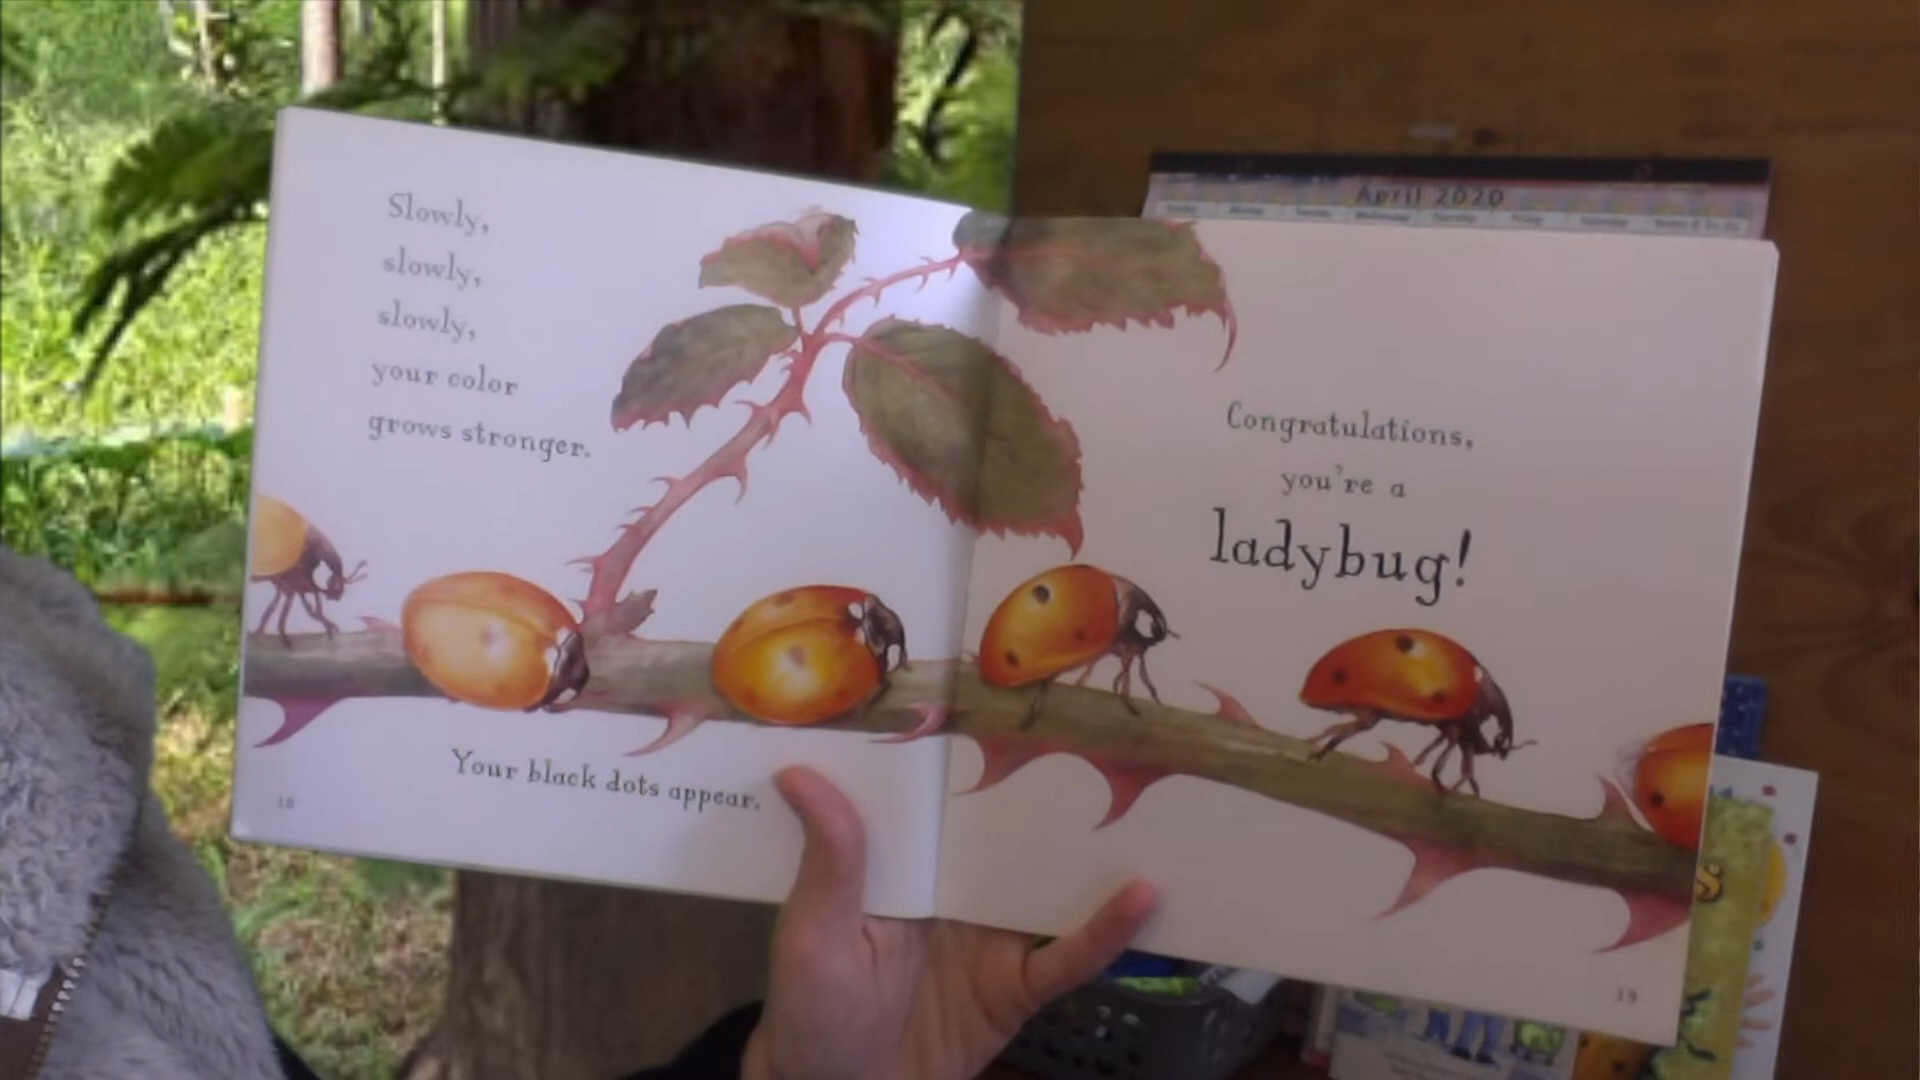 Slowly,
slowly,
slowly,
your color
grows stronger.
Your black dots appear.
18
April 2020
Congratulations,
you're a
ladybug!
19